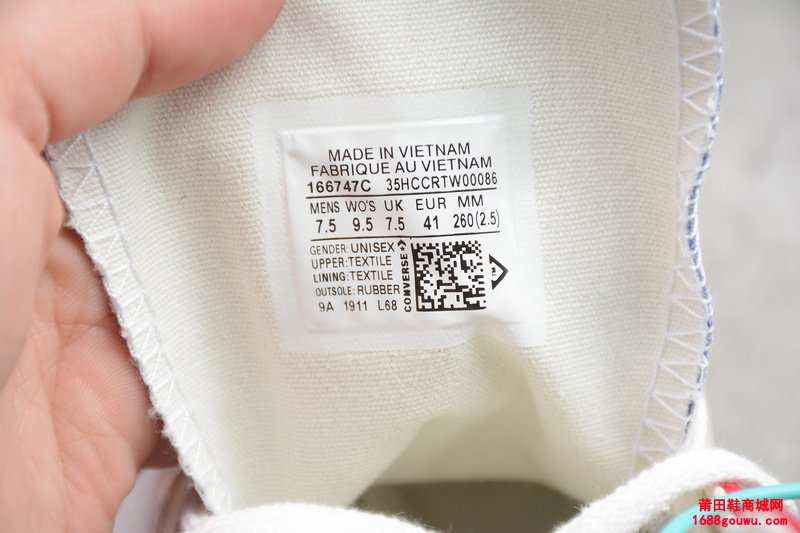 MADE IN VIETNAM
FABRIQUE AU VIETNAM
166747C 35HCCRTW00086
MENS WO'S UK EUR MM
7.5 9.5 7.5 41 260(2.5)
GENDER: UNISEX
UPPER: TEXTILE
LINING: TEXTILE
OUTSOLE: RUBBER
9A 1911 L68
CONVERSE
TM
莆田鞋商城网
1688gouwu.com